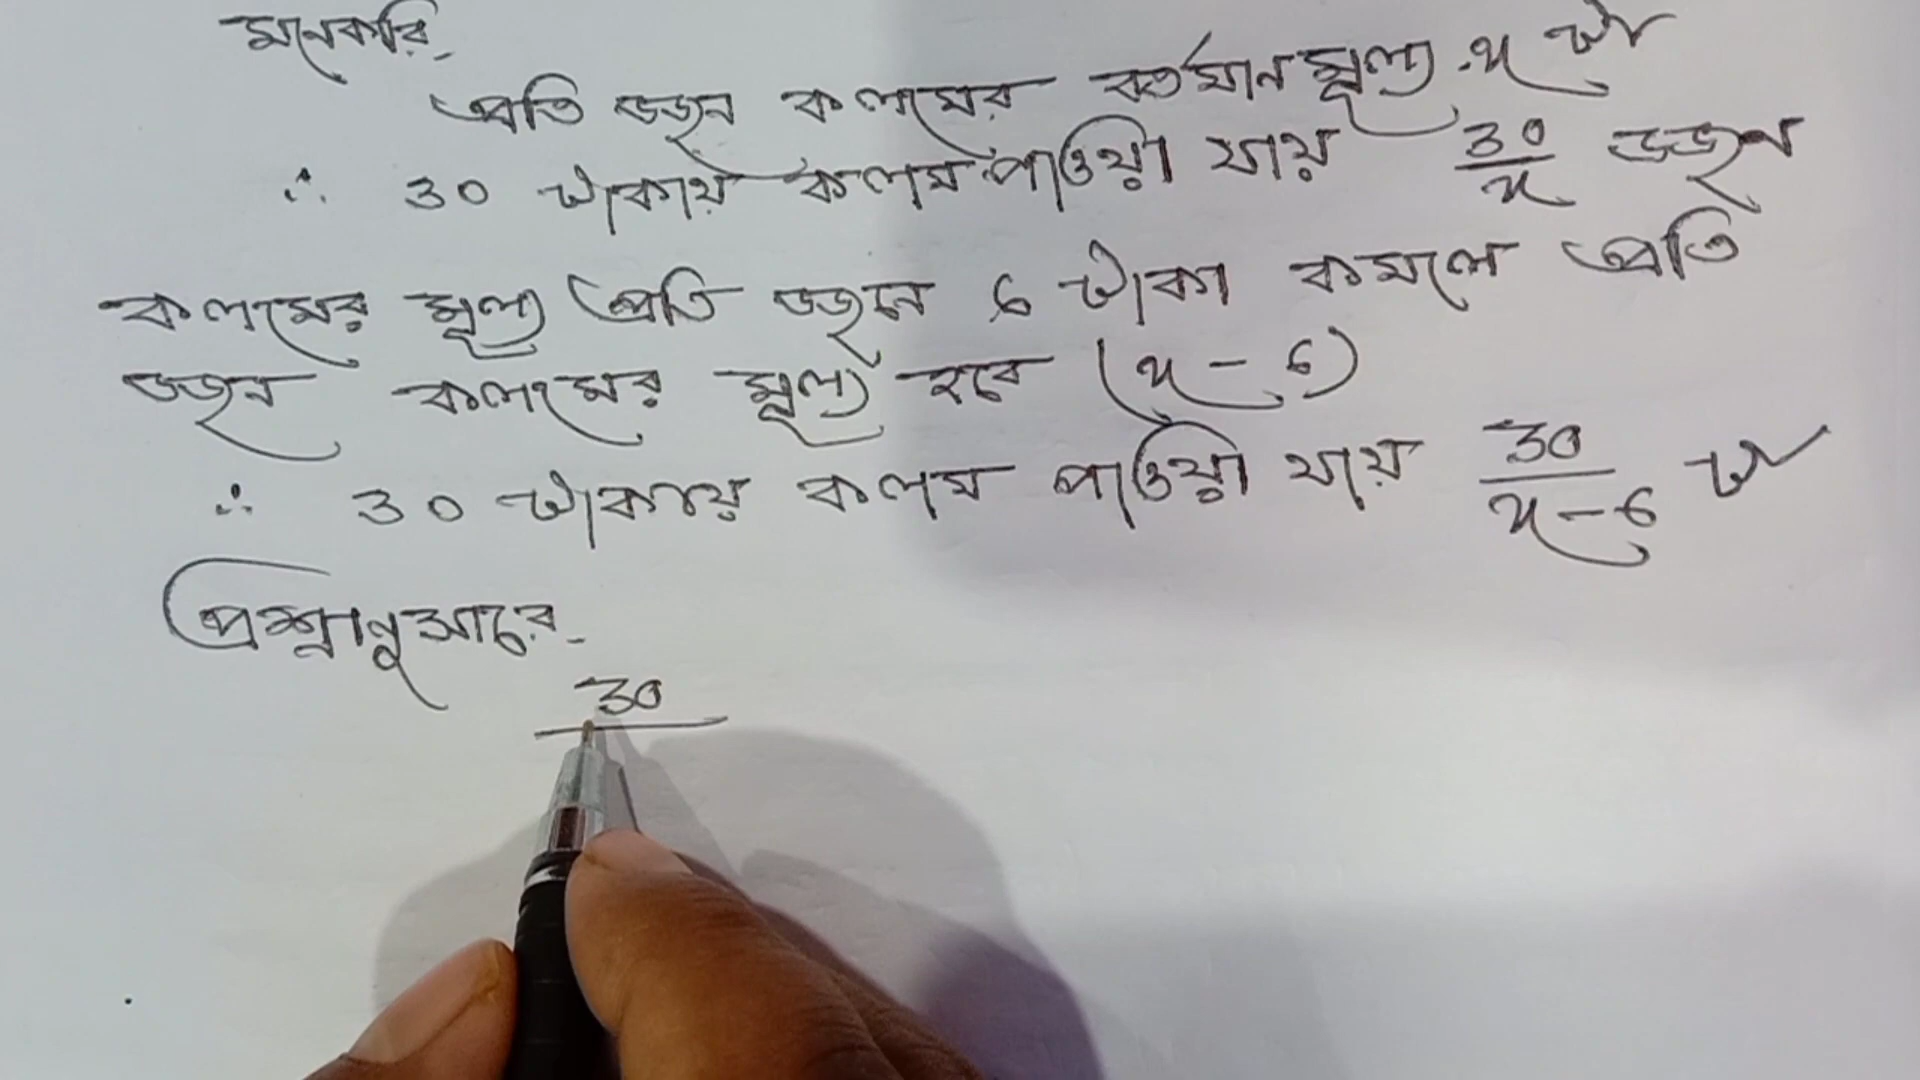 মনেকরি,
প্রতি ডজন কলমের বর্তমান মূল্য x টা
∴ 30 টাকায় কলম পাওয়া যায় 30/x ডজন
কলমের মূল্য প্রতি ডজনে 6 টাকা কমলে প্রতি
ডজন কলমের মূল্য হবে (x - 6)
∴ 30 টাকায় কলম পাওয়া যায় 30/x-6 ট
প্রশ্নানুসারে,
30